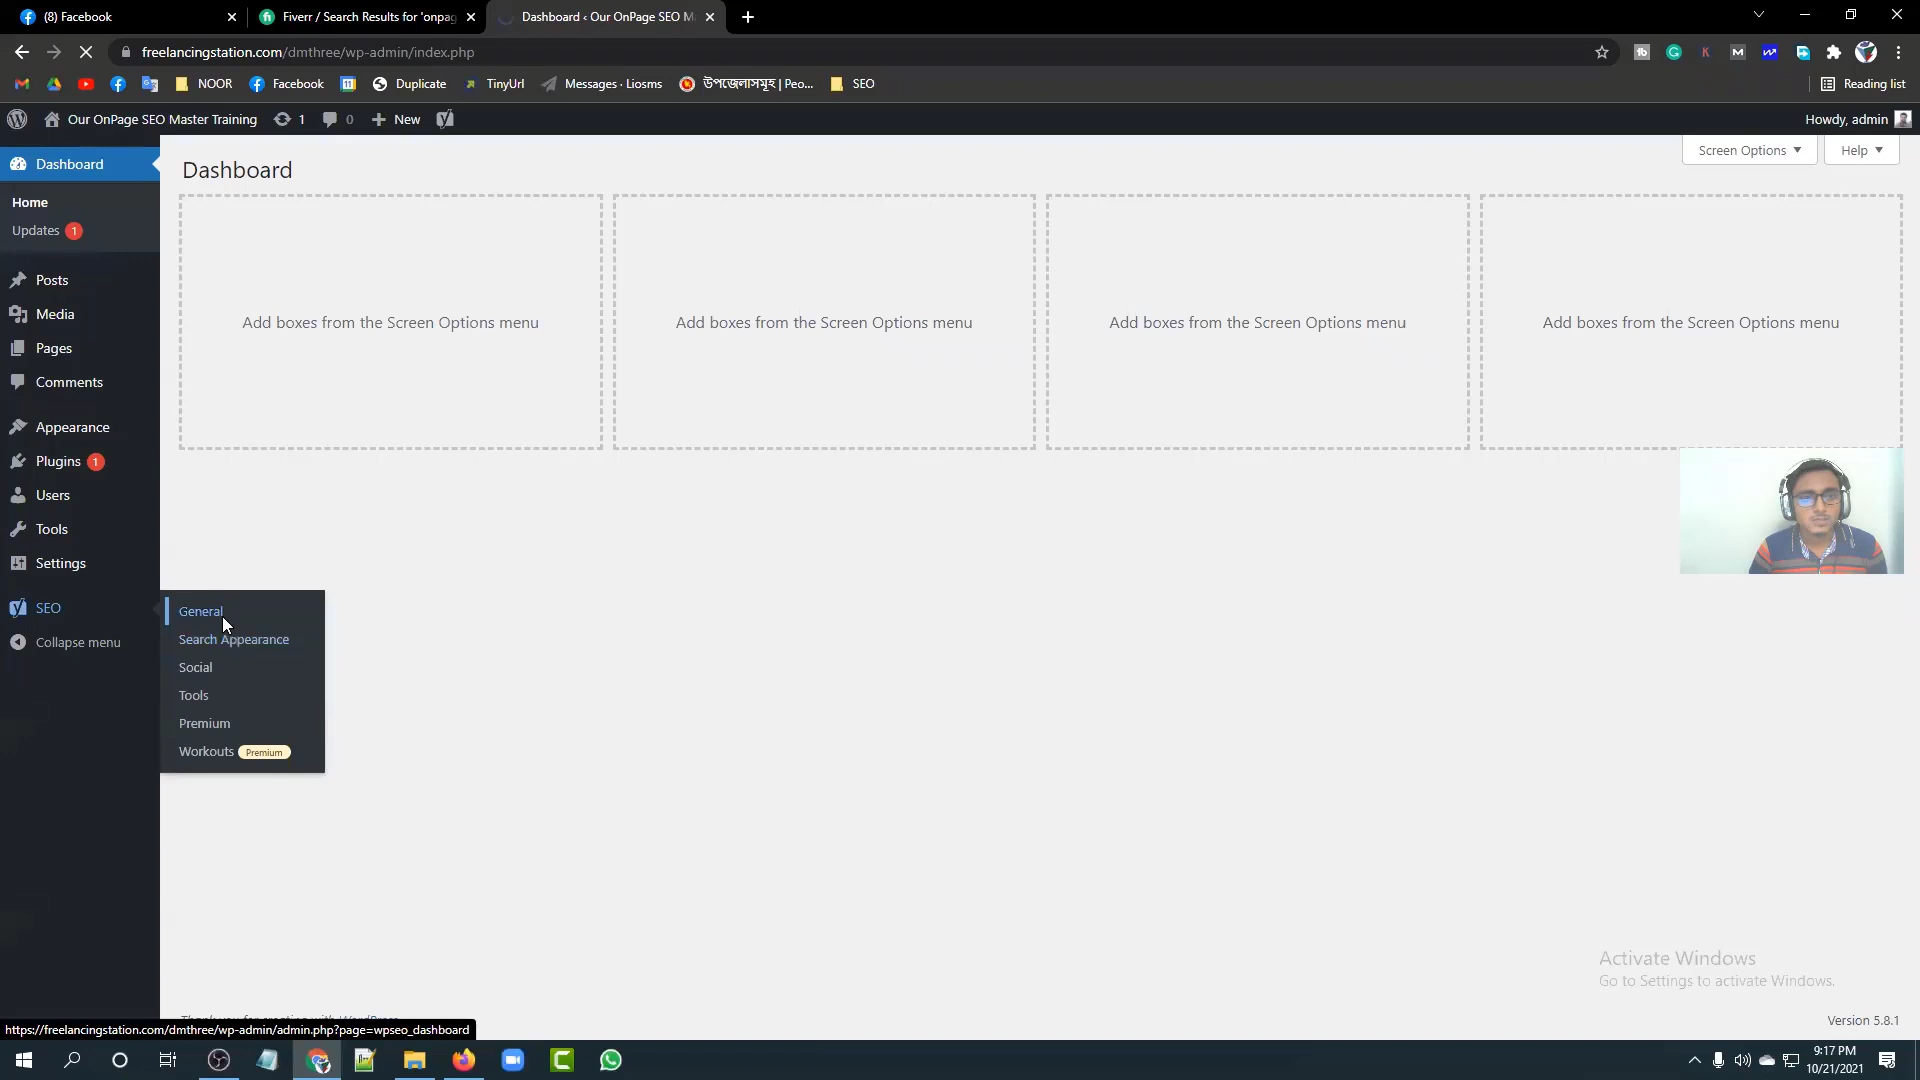 (8) Facebook
Fiverr / Search Results for 'onpag
Dashboard ‹ Our OnPage SEO M
freelancingstation.com/dmthree/wp-admin/index.php
NOOR
Facebook
Duplicate
TinyUrl
Messages · Liosms
উপজেলাসমূহ | Peo...
SEO
Reading list
Our OnPage SEO Master Training
1
0
New
Howdy, admin
Dashboard
Dashboard
Screen Options
Help
Home
Updates 1
Posts
Media
Pages
Comments
Appearance
Plugins 1
Users
Tools
Settings
SEO
Collapse menu
Add boxes from the Screen Options menu
Add boxes from the Screen Options menu
Add boxes from the Screen Options menu
Add boxes from the Screen Options menu
General
Search Appearance
Social
Tools
Premium
Workouts Premium
Activate Windows
Go to Settings to activate Windows.
Version 5.8.1
https://freelancingstation.com/dmthree/wp-admin/admin.php?page=wpseo_dashboard
9:17 PM
10/21/2021